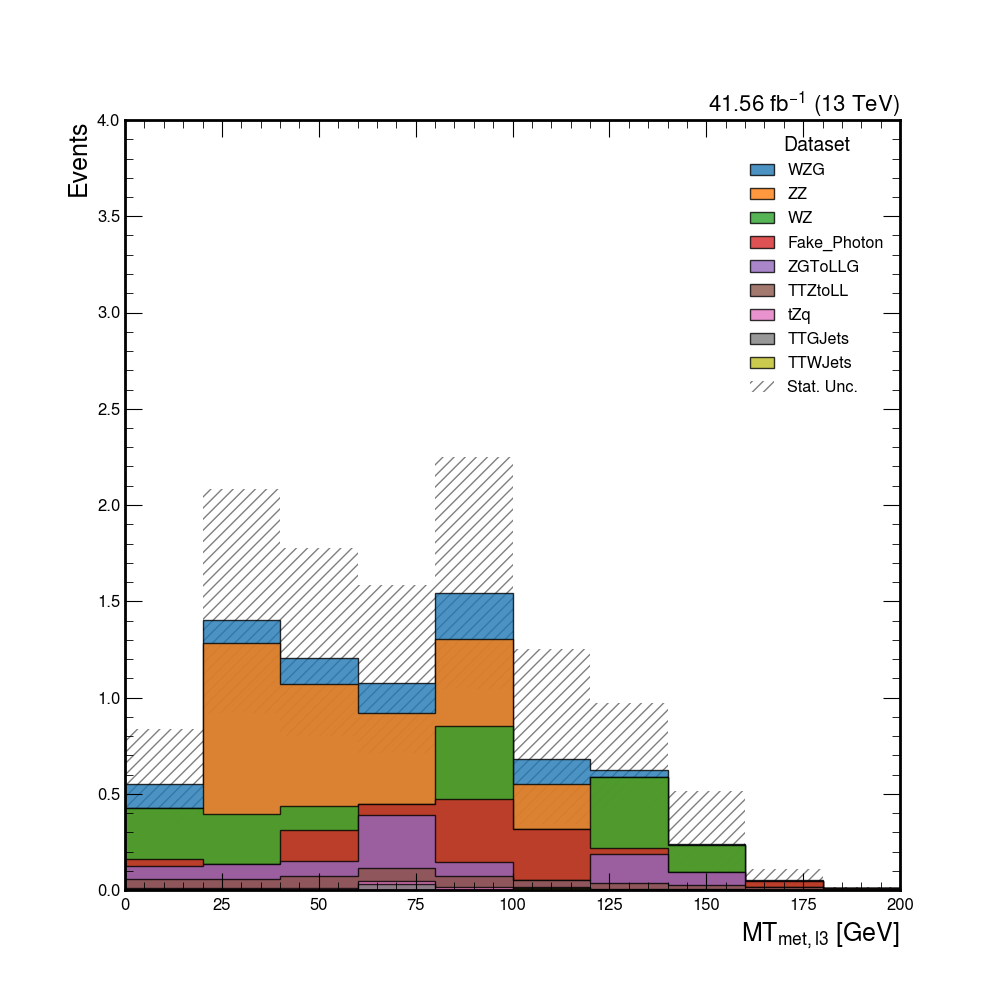 41.56 fb⁻¹ (13 TeV)
Events
4.0
3.5
3.0
2.5
2.0
1.5
1.0
0.5
0.0
Dataset
WZG
ZZ
WZ
Fake_Photon
ZGToLLG
TTZtoLL
tZq
TTGJets
TTWJets
Stat. Unc.
0 25 50 75 100 125 150 175 200
MT_{met, l3} [GeV]